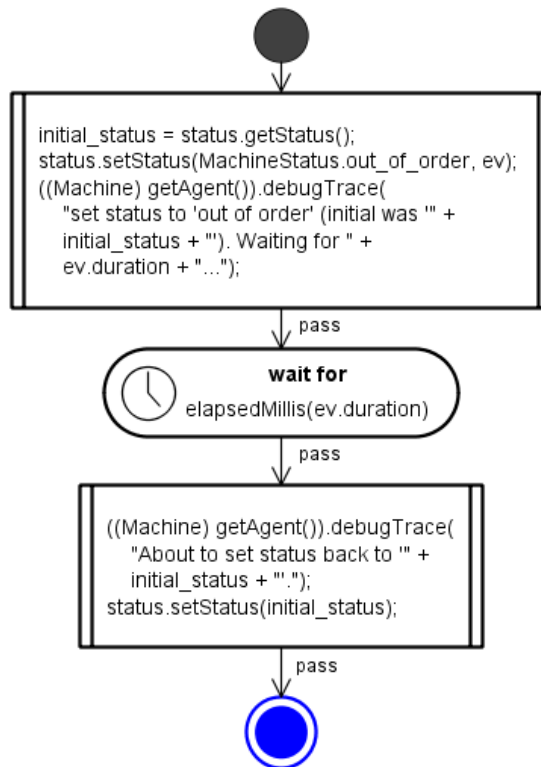 initial_status = status.getStatus();
status.setStatus(MachineStatus.out_of_order, ev);
((Machine) getAgent()).debugTrace(
"set status to 'out of order' (initial was '" +
initial_status + "'). Waiting for " +
ev.duration + "...");
pass
wait for
elapsedMillis(ev.duration)
pass
((Machine) getAgent()).debugTrace(
"About to set status back to '" +
initial_status + "'.");
status.setStatus(initial_status);
pass